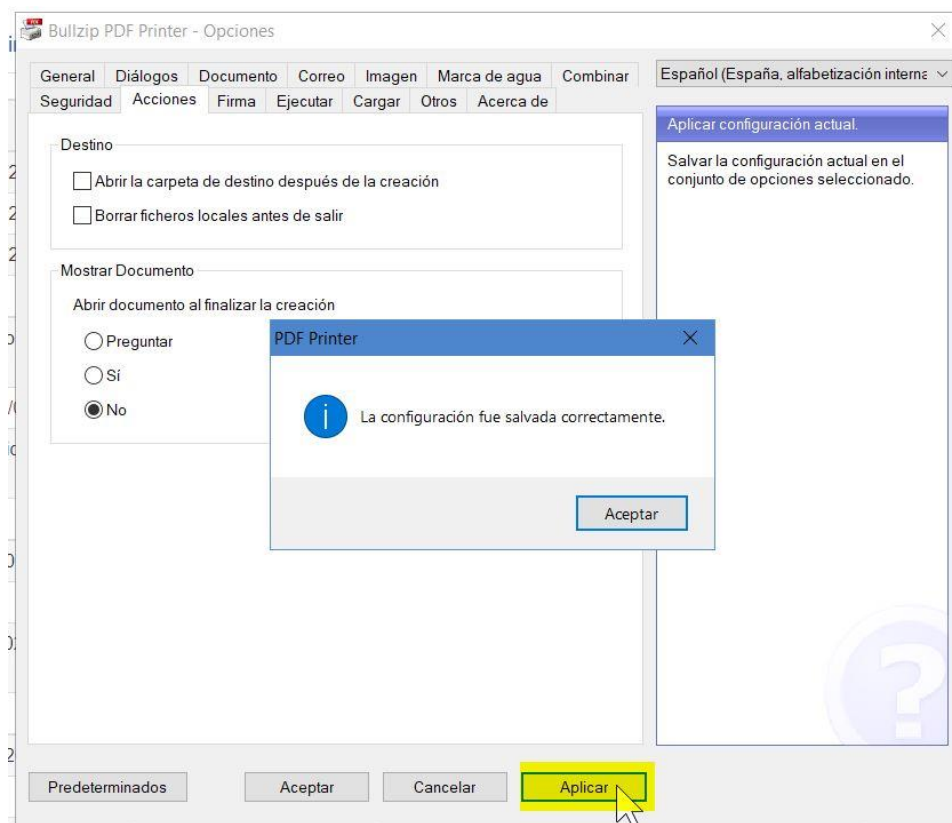 Bullzip PDF Printer - Opciones
General Diálogos Documento Correo Imagen Marca de agua Combinar
Seguridad Acciones Firma Ejecutar Cargar Otros Acerca de
Español (España, alfabetización interna
Aplicar configuración actual.
Salvar la configuración actual en el
conjunto de opciones seleccionado.
Destino
Abrir la carpeta de destino después de la creación
Borrar ficheros locales antes de salir
Mostrar Documento
Abrir documento al finalizar la creación
Preguntar
Sí
No
PDF Printer
La configuración fue salvada correctamente.
Aceptar
Predeterminados Aceptar Cancelar Aplicar